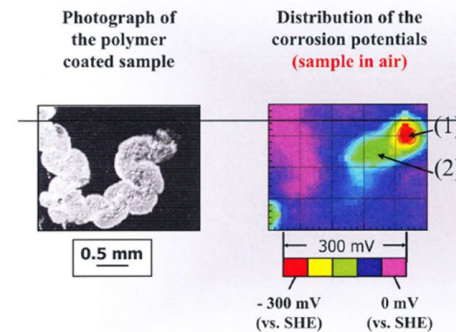 Photograph of
the polymer
coated sample
Distribution of the
corrosion potentials
(sample in air)
(1)
(2)
0.5 mm
300 mV
- 300 mV
(vs. SHE)
0 mV
(vs. SHE)